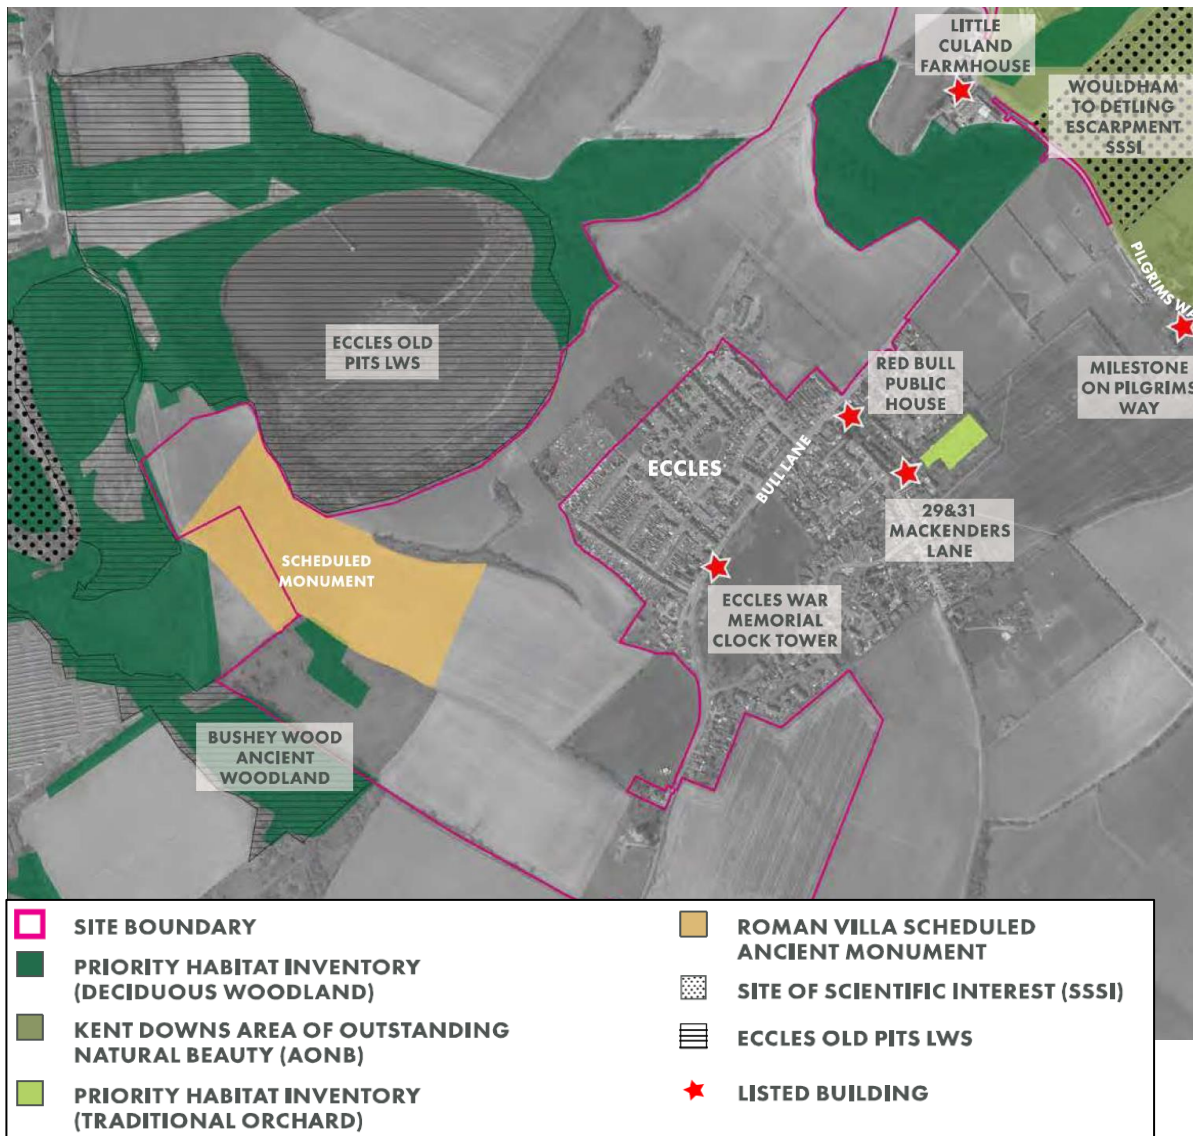 LITTLE
CULAND
FARMHOUSE
WOULDHAM
TO DETLING
ESCARPMENT
SSSI
PILGRIMS WA
ECCLES OLD
PITS LWS
RED BULL
PUBLIC
HOUSE
MILESTONE
ON PILGRIMS
WAY
ECCLES
BULL LANE
29&31
MACKENDERS
LANE
SCHEDULED
MONUMENT
ECCLES WAR
MEMORIAL
CLOCK TOWER
BUSHEY WOOD
ANCIENT
WOODLAND
SITE BOUNDARY
PRIORITY HABITAT INVENTORY
(DECIDUOUS WOODLAND)
KENT DOWNS AREA OF OUTSTANDING
NATURAL BEAUTY (AONB)
PRIORITY HABITAT INVENTORY
(TRADITIONAL ORCHARD)
ROMAN VILLA SCHEDULED
ANCIENT MONUMENT
SITE OF SCIENTIFIC INTEREST (SSSI)
ECCLES OLD PITS LWS
LISTED BUILDING